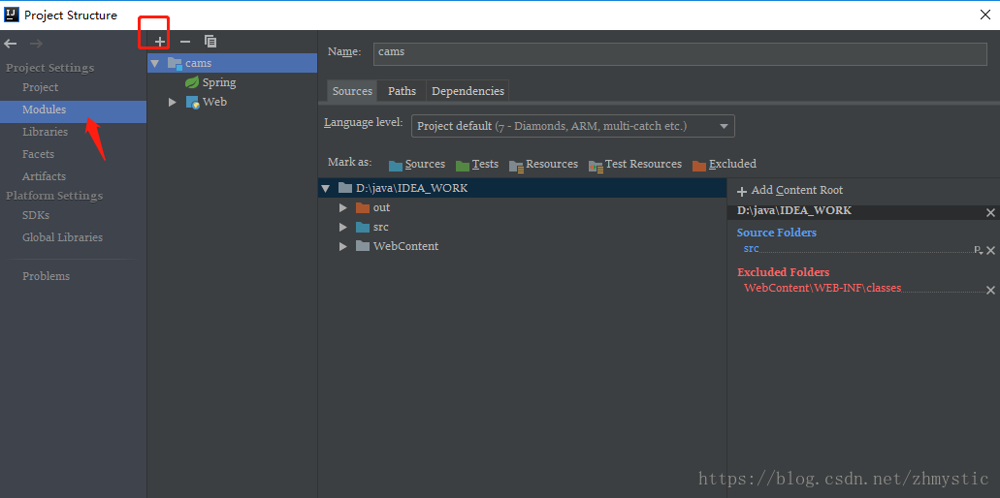 Project Structure
Project Settings
Project
Modules
Libraries
Facets
Artifacts
Platform Settings
SDKs
Global Libraries
Problems
cams
Spring
Web
Name: cams
Sources Paths Dependencies
Language level: Project default (7 - Diamonds, ARM, multi-catch etc.)
Mark as: Sources Tests Resources Test Resources Excluded
D:\java\IDEA_WORK
out
src
WebContent
Add Content Root
D:\java\IDEA_WORK
Source Folders
src
Excluded Folders
WebContent\WEB-INF\classes
https://blog.csdn.net/zhmystic